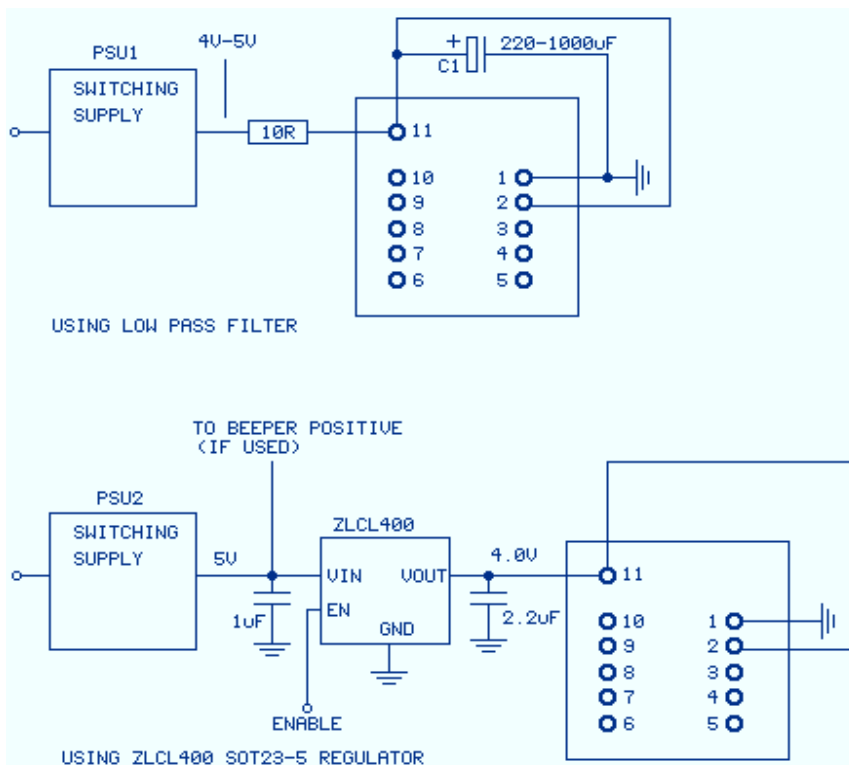 4V-5V
PSU1
SWITCHING
SUPPLY
10R
+
C1
220-1000uF
11
10
9
8
7
6
1
2
3
4
5
USING LOW PASS FILTER
TO BEEPER POSITIVE
(IF USED)
PSU2
SWITCHING
SUPPLY
5V
1uF
ZLCL400
VIN
VOUT
EN
GND
ENABLE
4.0V
2.2uF
11
10
9
8
7
6
1
2
3
4
5
USING ZLCL400 SOT23-5 REGULATOR